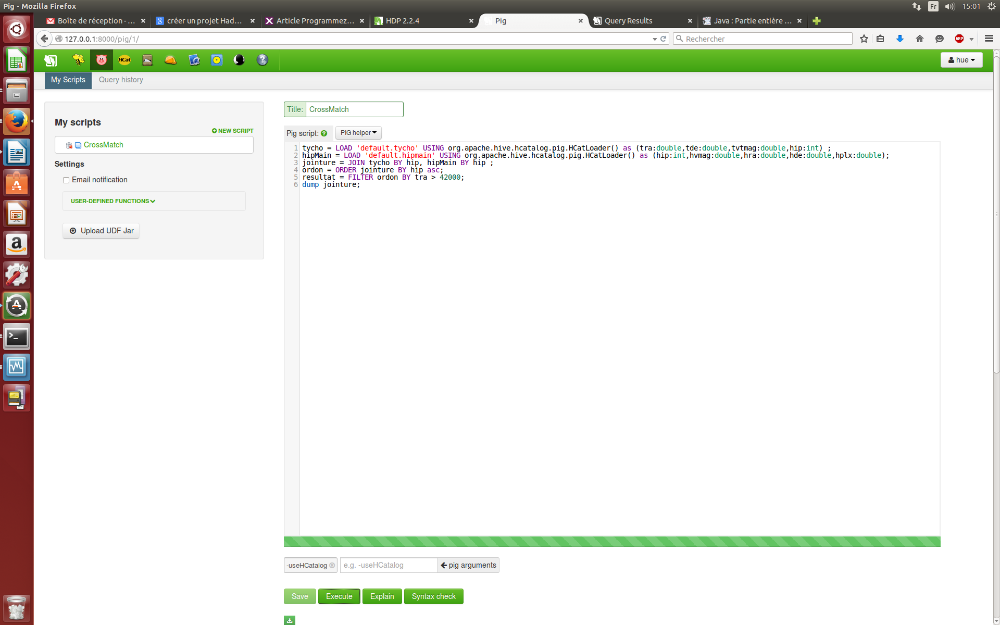 Pig - Mozilla Firefox
Fr
15:01
Boîte de réception - ...
créer un projet Had...
Article Programmez...
HDP 2.2.4
Pig
Query Results
Java : Partie entière ...
127.0.0.1:8000/pig/1/
Rechercher
ABP
HCat
hue
My Scripts
Query history
My scripts
NEW SCRIPT
CrossMatch
Settings
Email notification
USER-DEFINED FUNCTIONS
Upload UDF Jar
Title: CrossMatch
Pig script:
PIG helper
1 tycho = LOAD 'default.tycho' USING org.apache.hive.hcatalog.pig.HCatLoader() as (tra:double,tde:double,tvtmag:double,hip:int) ;
2 hipMain = LOAD 'default.hipmain' USING org.apache.hive.hcatalog.pig.HCatLoader() as (hip:int,hvmag:double,hra:double,hde:double,hplx:double);
3 jointure = JOIN tycho BY hip, hipMain BY hip ;
4 ordon = ORDER jointure BY hip asc;
5 resultat = FILTER ordon BY tra > 42000;
6 dump jointure;
-useHCatalog
e.g. -useHCatalog
pig arguments
Save
Execute
Explain
Syntax check